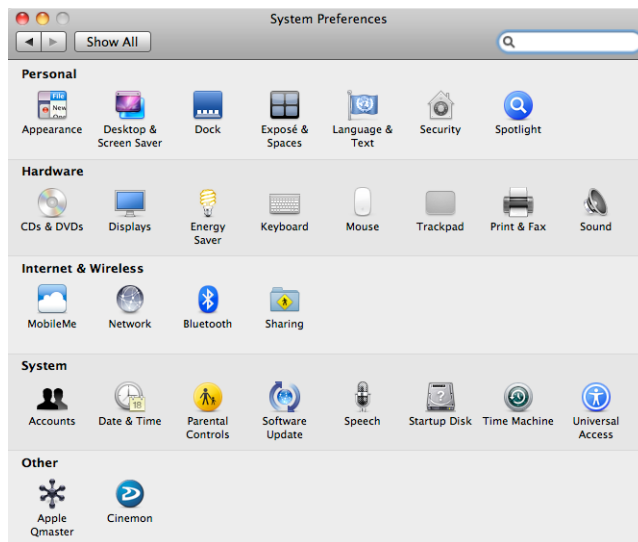 System Preferences
Show All
Personal
Appearance
Desktop &
Screen Saver
Dock
Exposé &
Spaces
Language &
Text
Security
Spotlight
Hardware
CDs & DVDs
Displays
Energy
Saver
Keyboard
Mouse
Trackpad
Print & Fax
Sound
Internet & Wireless
MobileMe
Network
Bluetooth
Sharing
System
Accounts
18
Date & Time
Parental
Controls
Software
Update
Speech
?
Startup Disk
Time Machine
Universal
Access
Other
Apple
Qmaster
Cinemon